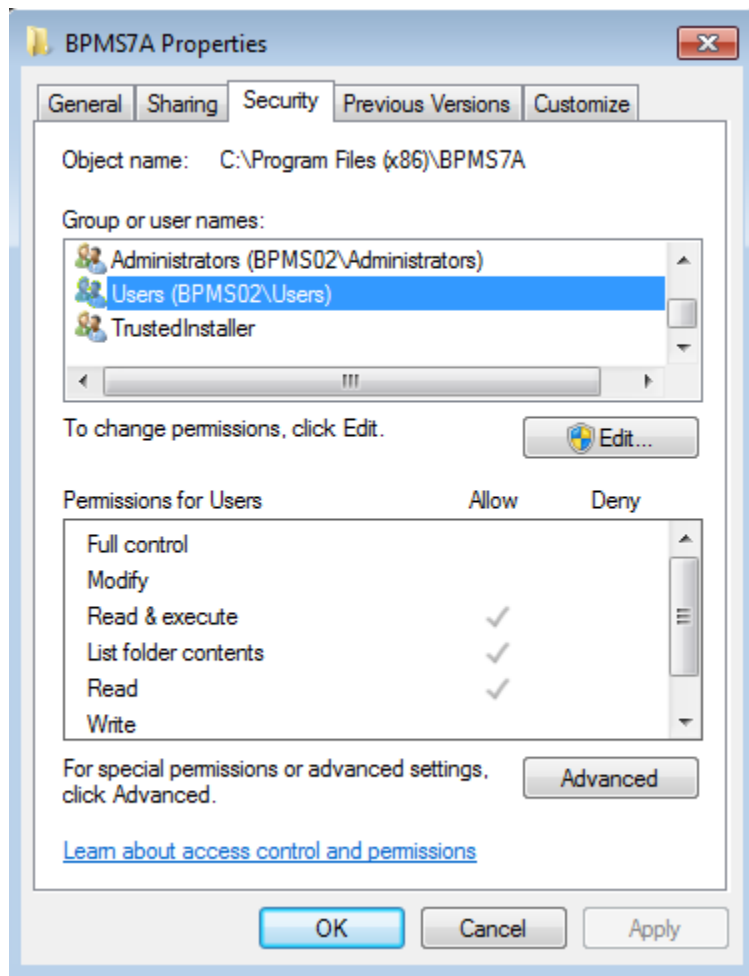 BPMS7A Properties
General Sharing Security Previous Versions Customize
Object name: C:\Program Files (x86)\BPMS7A
Group or user names:
Administrators (BPMS02\Administrators)
Users (BPMS02\Users)
TrustedInstaller
To change permissions, click Edit.
Edit...
Permissions for Users Allow Deny
Full control
Modify
Read & execute
List folder contents
Read
Write
For special permissions or advanced settings,
click Advanced.
Advanced
Learn about access control and permissions
OK Cancel Apply